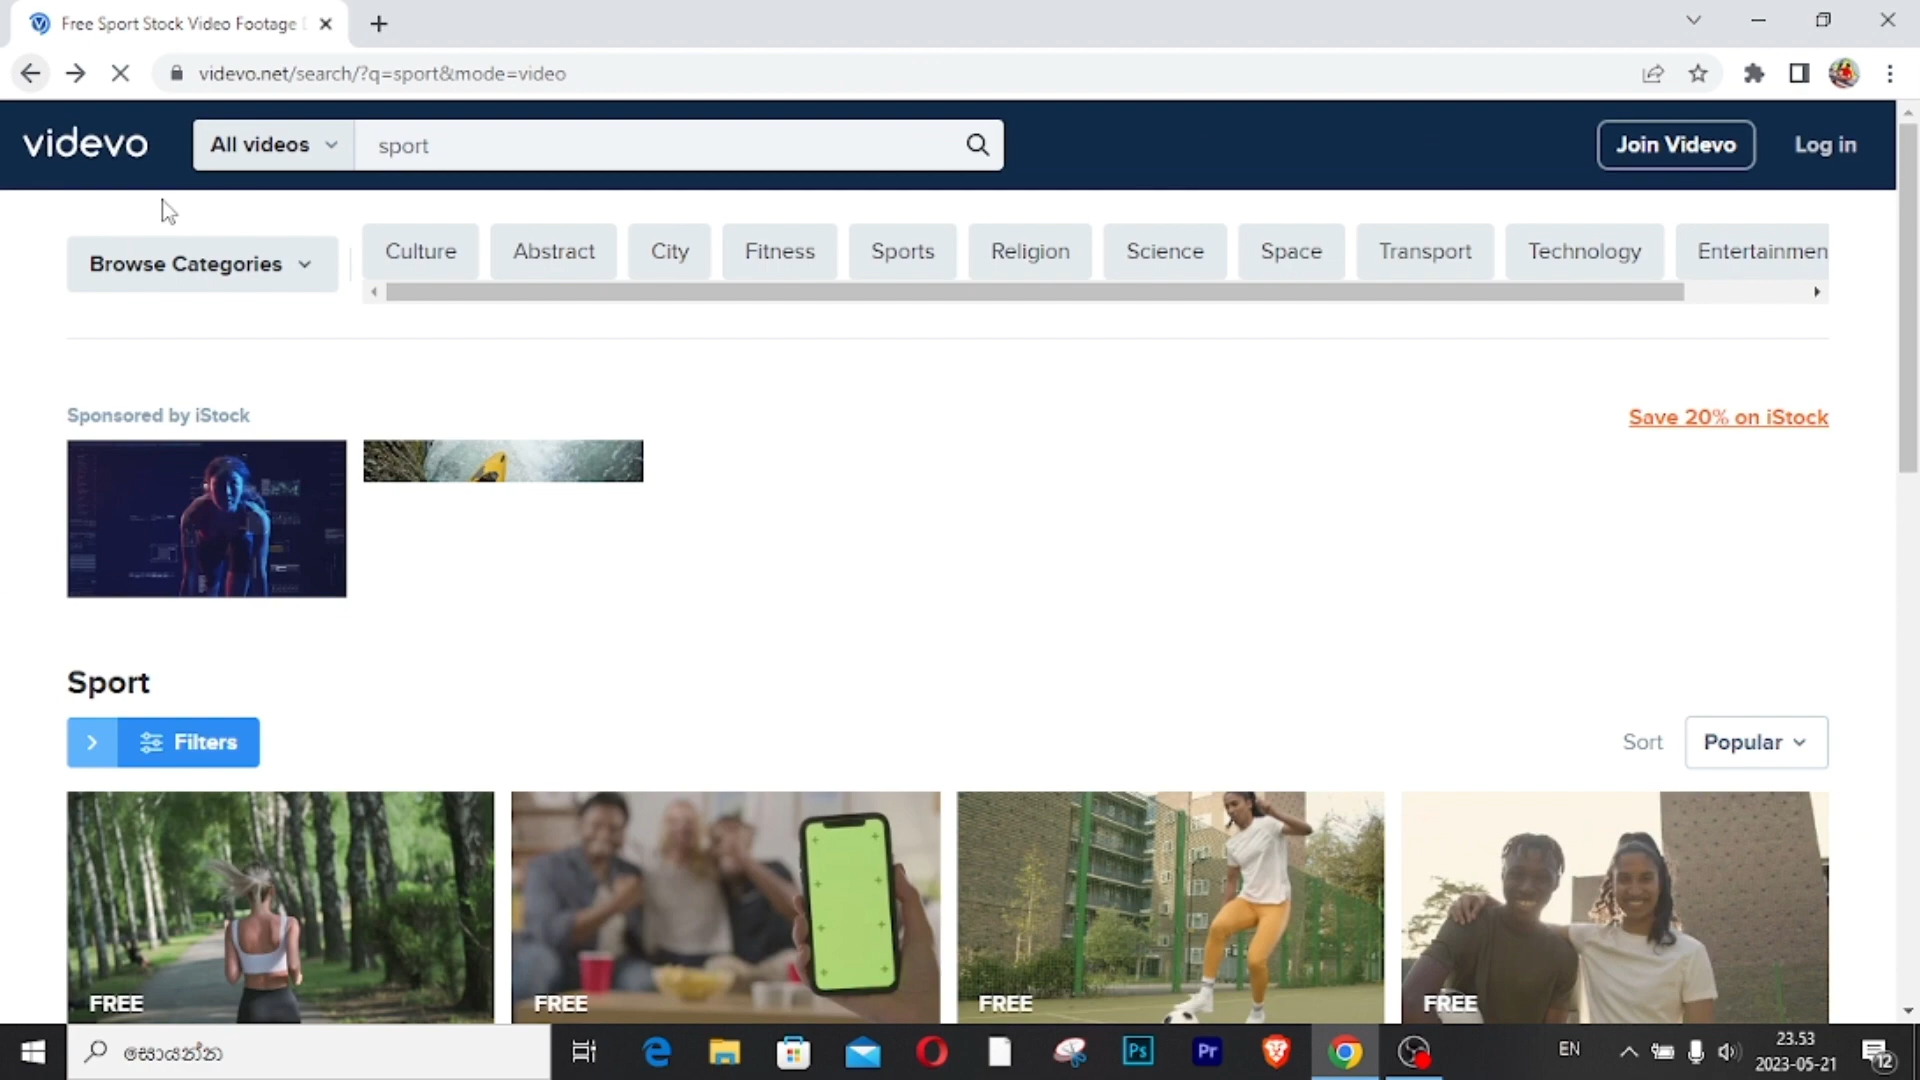 Free Sport Stock Video Footage
videvo.net/search/?q=sport&mode=video
videvo
All videos
sport
Join Videvo
Log in
Browse Categories
Culture
Abstract
City
Fitness
Sports
Religion
Science
Space
Transport
Technology
Entertainmen
Sponsored by iStock
Save 20% on iStock
Sport
Filters
Sort
Popular
FREE
FREE
FREE
FREE
සොයන්න
Ps
Pr
EN
23.53
2023-05-21
12